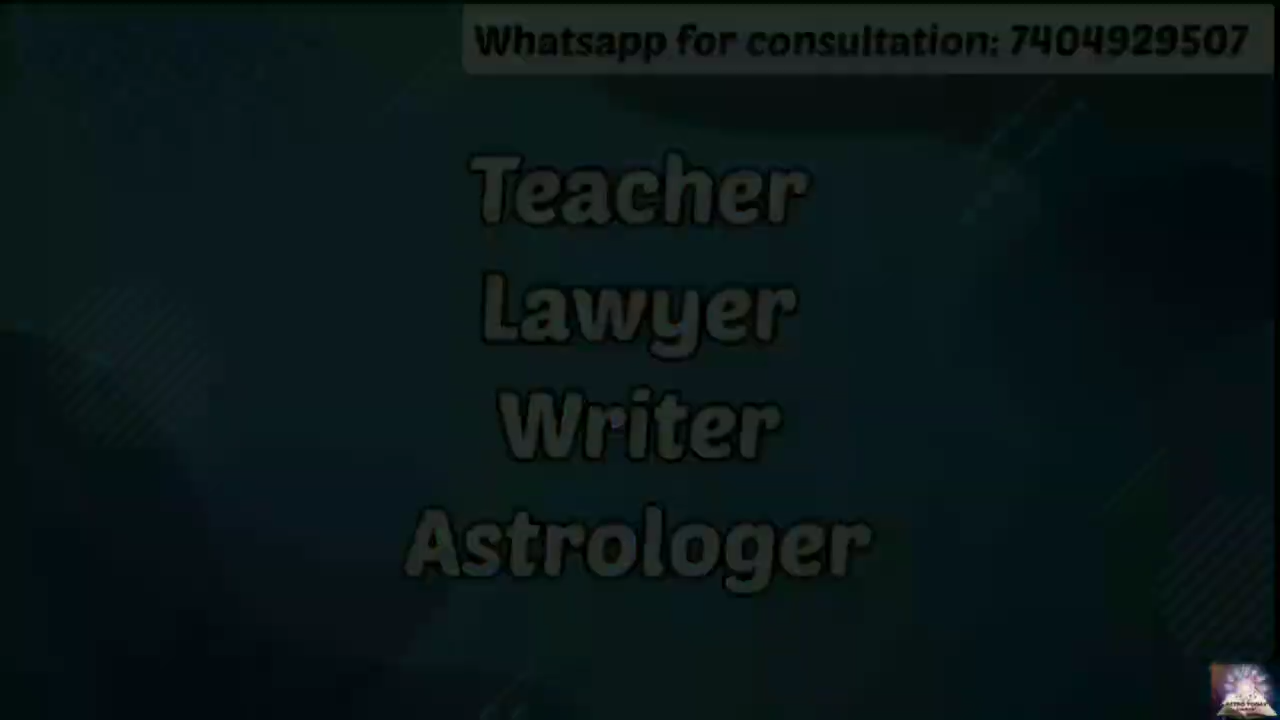 Whatsapp for consultation: 7404929507
Teacher
Lawyer
Writer
Astrologer